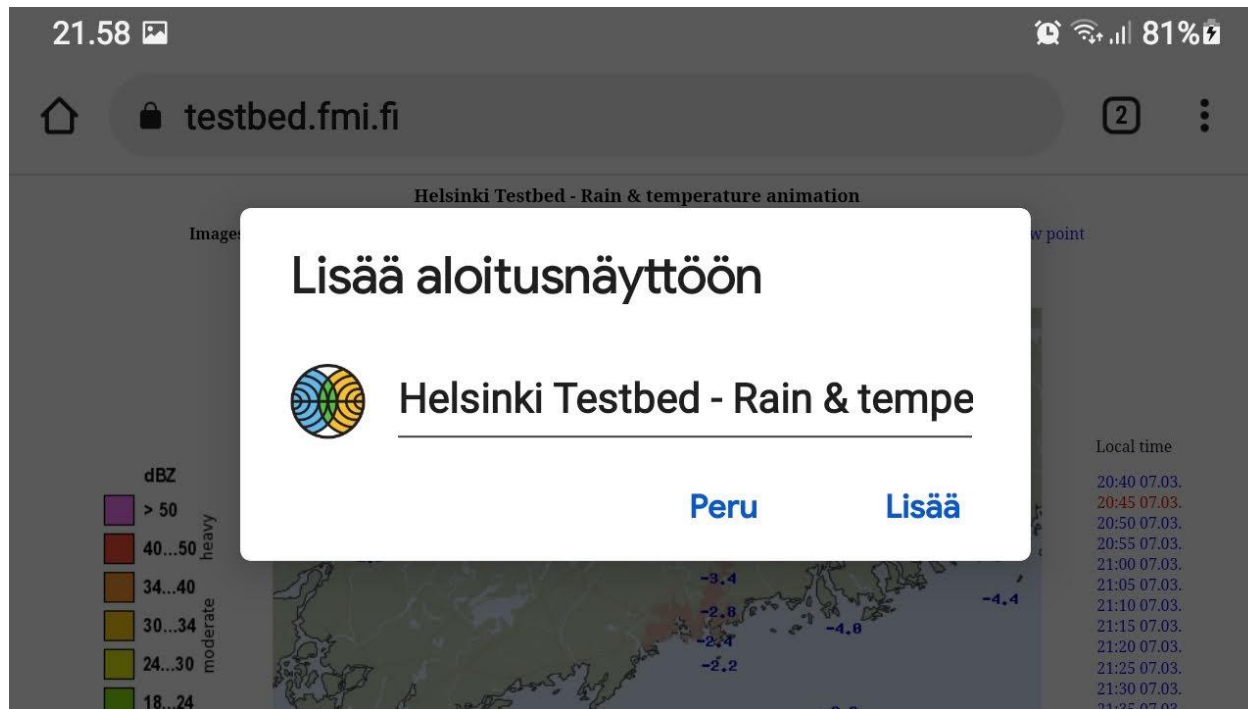 21.58
81%
testbed.fmi.fi
2
Helsinki Testbed - Rain & temperature animation
Images
w point
Lisää aloitusnäyttöön
Helsinki Testbed - Rain & tempe
Peru
Lisää
dBZ
> 50
40...50
heavy
34...40
30...34
moderate
24...30
18...24
-3.4
-2.8
-2.4
-2.2
-4.8
-4.4
Local time
20:40 07.03.
20:45 07.03.
20:50 07.03.
20:55 07.03.
21:00 07.03.
21:05 07.03.
21:10 07.03.
21:15 07.03.
21:20 07.03.
21:25 07.03.
21:30 07.03.
21:35 07.03.